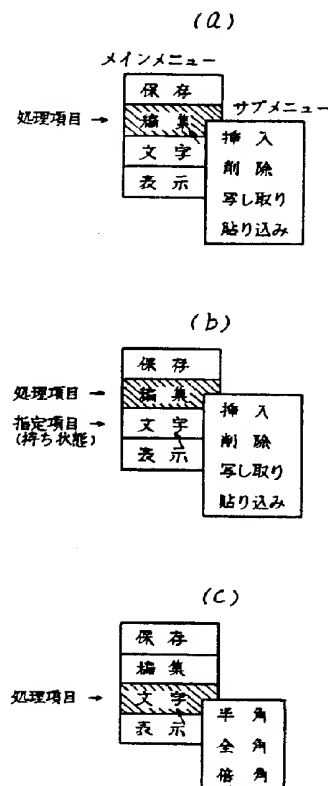 (a)
メインメニュー
保存
処理項目→
編集
サブメニュー
文字
表示
挿入
削除
写し取り
貼り込み
(b)
保存
処理項目→
編集
指定項目→
(持ち状態)
文字
表示
挿入
削除
写し取り
貼り込み
(c)
保存
編集
処理項目→
文字
表示
半角
全角
倍角